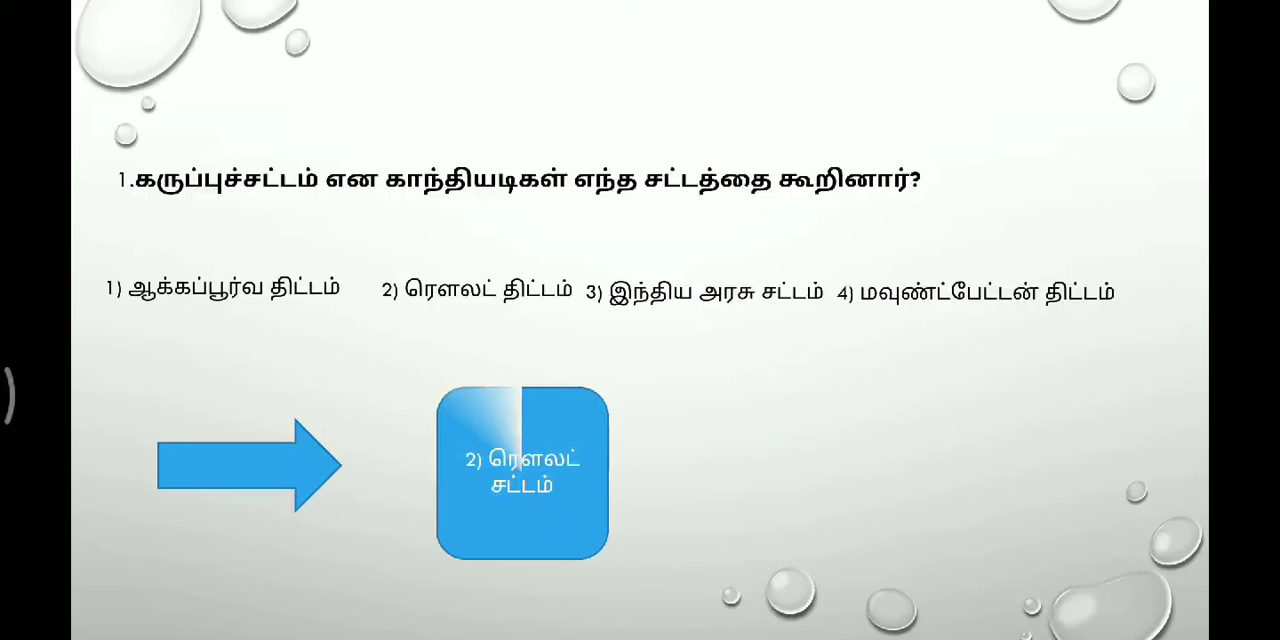 1.கருப்புச்சட்டம் என காந்தியடிகள் எந்த சட்டத்தை கூறினார்?
1) ஆக்கப்பூர்வ திட்டம் 2) ரௌலட் திட்டம் 3) இந்திய அரசு சட்டம் 4) மவுண்ட்பேட்டன் திட்டம்
2) ரௌலட்
சட்டம்